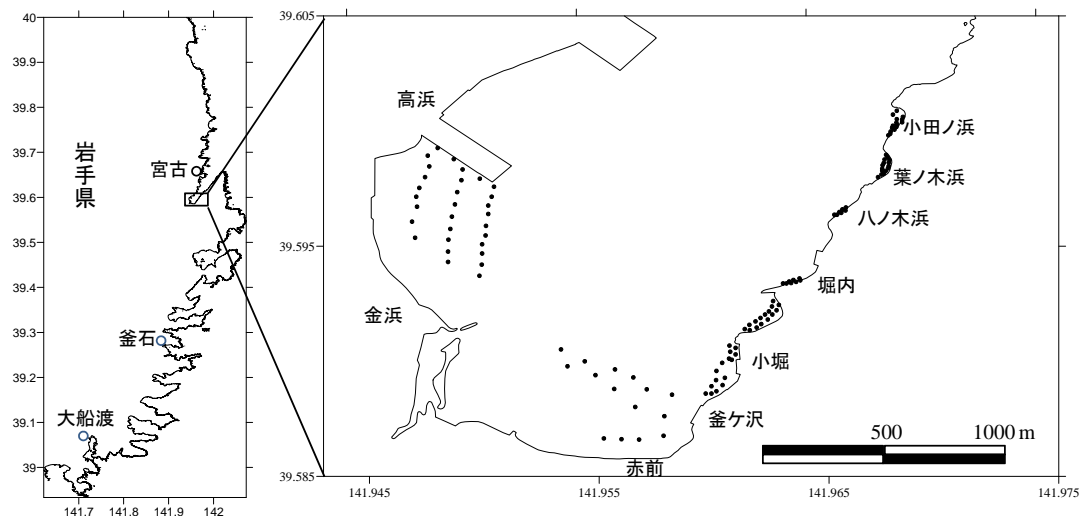 40
39.9
39.8
39.7
39.6
39.5
39.4
39.3
39.2
39.1
39
141.7
141.8
141.9
142
岩手県
宮古
釜石
大船渡
39.605
39.595
39.585
141.945
141.955
141.965
141.975
高浜
小田ノ浜
葉ノ木浜
八ノ木浜
堀内
金浜
小堀
釜ケ沢
赤前
500
1000 m